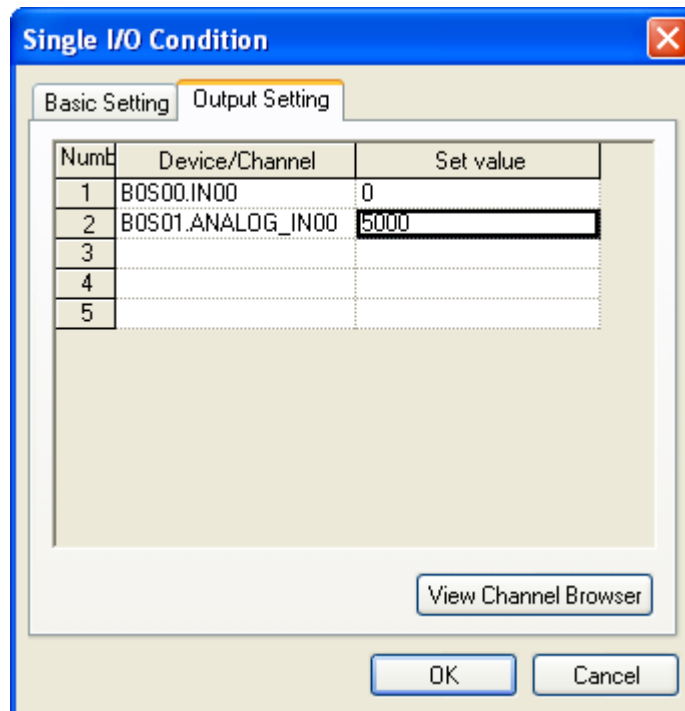 Single I/O Condition
Basic Setting Output Setting
Numb Device/Channel Set value
1 B0S00.IN00 0
2 B0S01.ANALOG_IN00 5000
3
4
5
View Channel Browser
OK Cancel